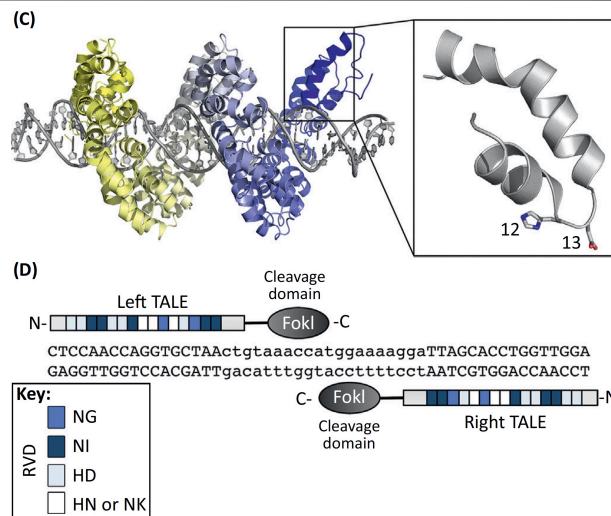 (C)
12
13
(D)
Cleavage
domain
Left TALE
N-
FokI
-C
CTCCAACCAGGTGCTAActgtaaaccatggaaaaggaTTAGCACCTGGTTGGA
GAGGTTGGTCCACGATTgacatttggtaccttttcctAATCGTGGACCAACCT
C-
FokI
-N
Cleavage
domain
Right TALE
Key:
RVD
NG
NI
HD
HN or NK